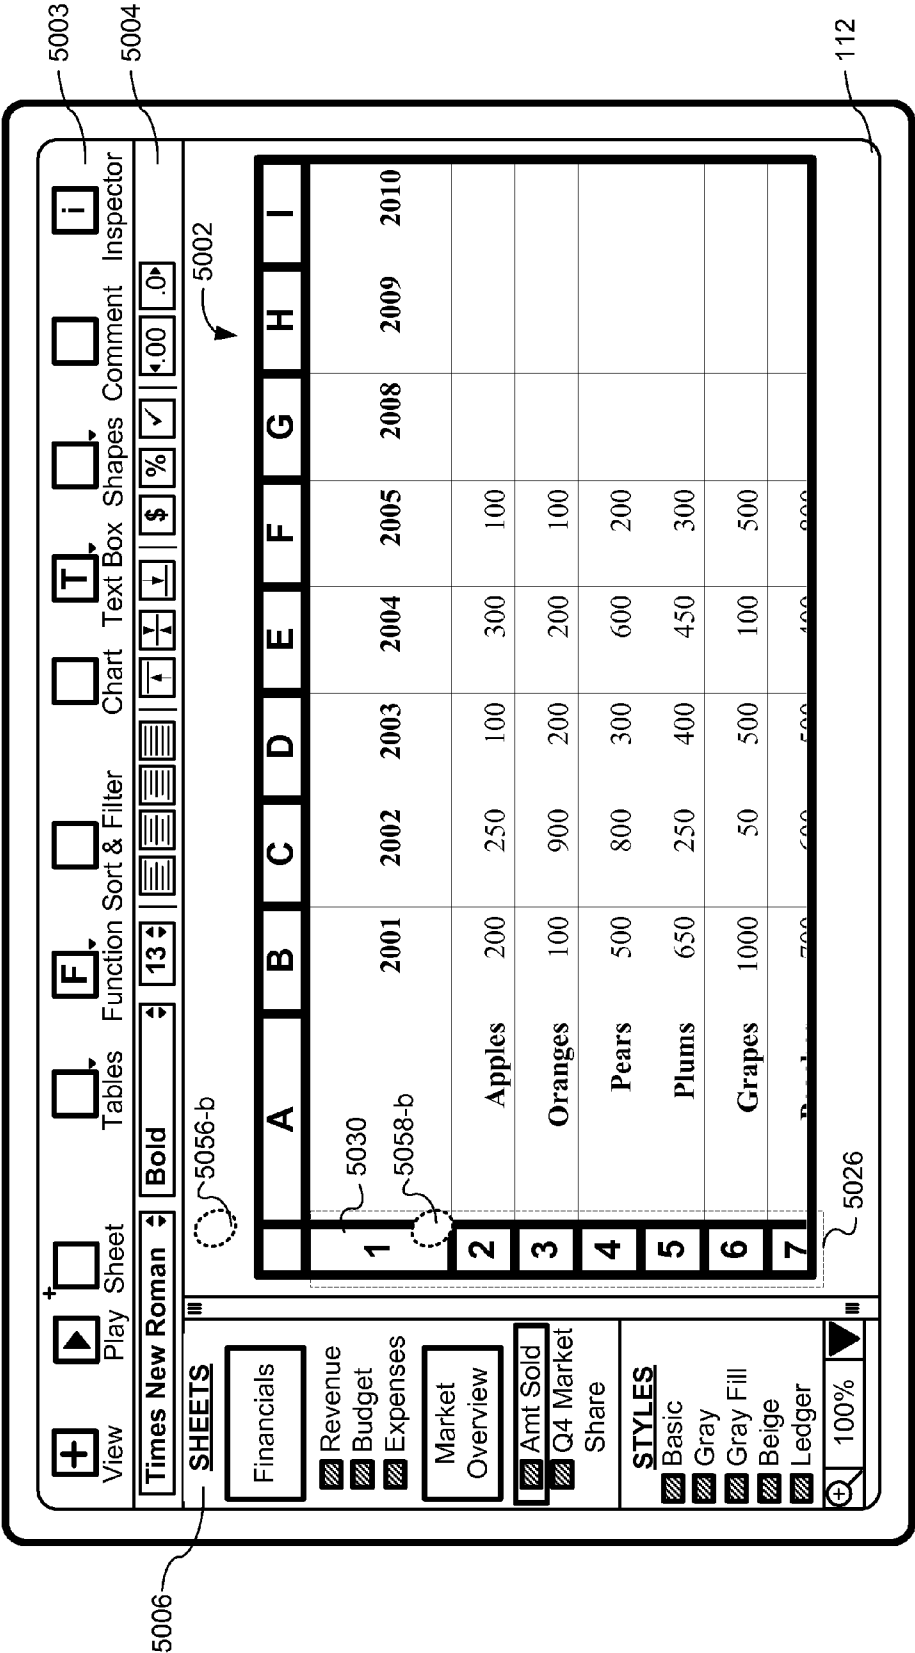 5003
5004
112
View
Play
Sheet
Tables
F
Function
Sort & Filter
Chart
T
Text Box
Shapes
Comment
i
Inspector
Times New Roman
Bold
13
$
%
.00
.0
5006
SHEETS
Financials
Revenue
Budget
Expenses
Market
Overview
Amt Sold
Q4 Market
Share
STYLES
Basic
Gray
Gray Fill
Beige
Ledger
100%
5056-b
5002
5030
5058-b
5026
A B C D E F G H I
1 2001 2002 2003 2004 2005 2008 2009 2010
2 Apples 200 250 100 300 100
3 Oranges 100 900 200 200 100
4 Pears 500 800 300 600 200
5 Plums 650 250 400 450 300
6 Grapes 1000 50 500 100 500
7